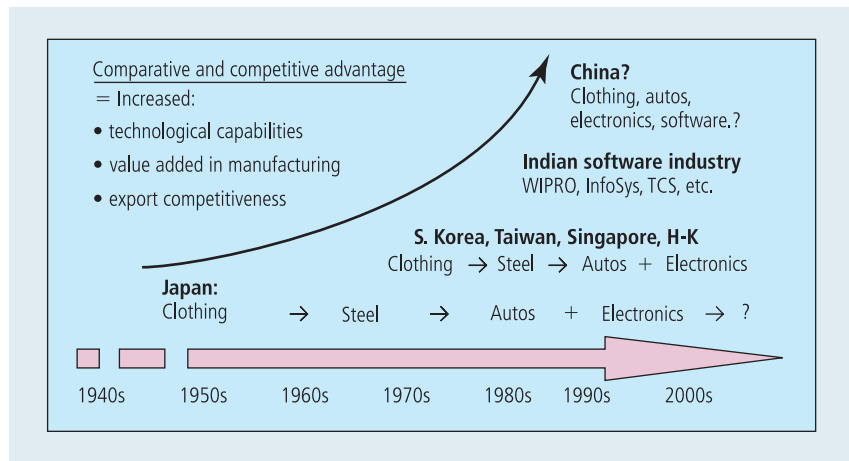 Comparative and competitive advantage
= Increased:
• technological capabilities
• value added in manufacturing
• export competitiveness
China?
Clothing, autos,
electronics, software.?
Indian software industry
WIPRO, InfoSys, TCS, etc.
S. Korea, Taiwan, Singapore, H-K
Clothing → Steel → Autos + Electronics
Japan:
Clothing → Steel → Autos + Electronics → ?
1940s 1950s 1960s 1970s 1980s 1990s 2000s